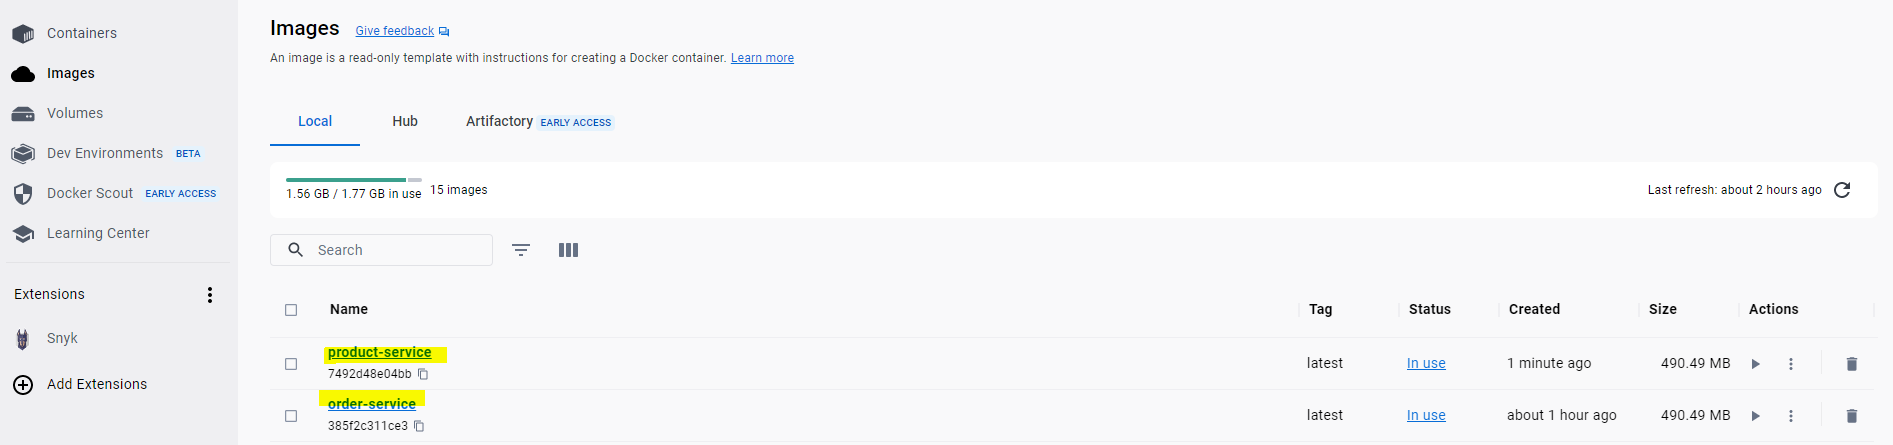 Containers
Images
Volumes
Dev Environments BETA
Docker Scout EARLY ACCESS
Learning Center
Extensions
Snyk
Add Extensions
Images Give feedback
An image is a read-only template with instructions for creating a Docker container. Learn more
Local Hub Artifactory EARLY ACCESS
1.56 GB / 1.77 GB in use 15 images Last refresh: about 2 hours ago
Search
Name Tag Status Created Size Actions
product-service
7492d48e04bb
latest In use 1 minute ago 490.49 MB
order-service
385f2c311ce3
latest In use about 1 hour ago 490.49 MB